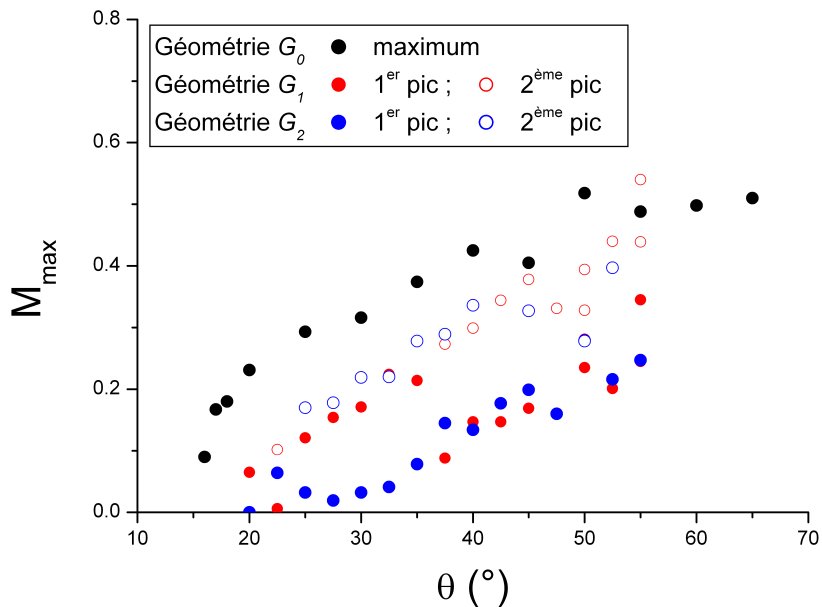 0.8
Géométrie G₀ ● maximum
Géométrie G₁ ● 1ᵉʳ pic ; ○ 2ᵉ̀ᵐᵉ pic
Géométrie G₂ ● 1ᵉʳ pic ; ○ 2ᵉ̀ᵐᵉ pic
0.6
0.4
0.2
0.0
M_max
10 20 30 40 50 60 70
θ (°)